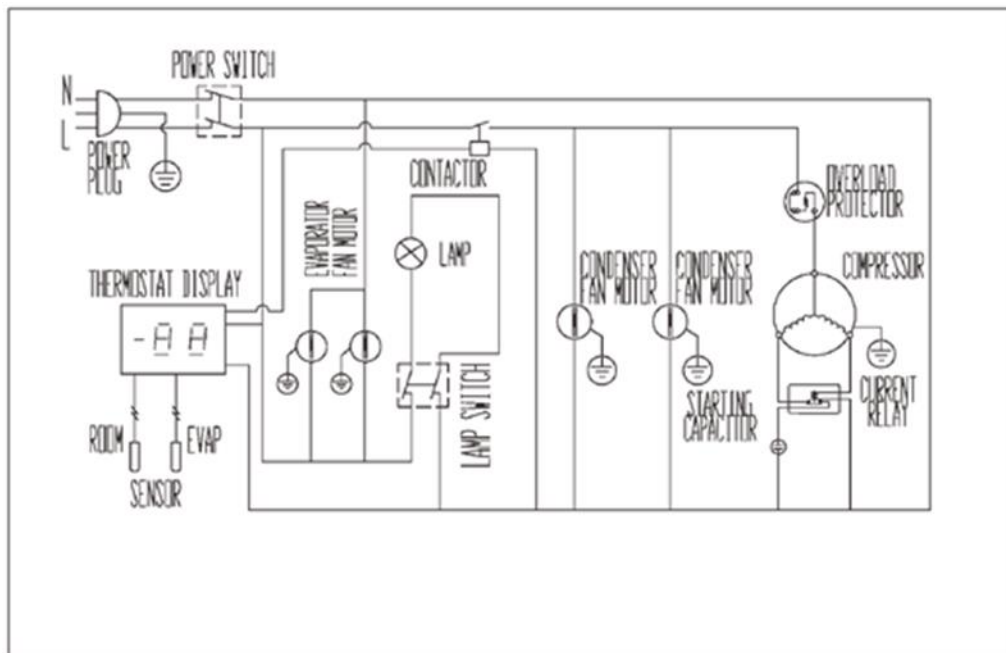 POWER SWITCH
N
L
POWER
PLUG
CONTACTOR
EVAPORATOR
FAN MOTOR
LAMP
CONDENSER
FAN MOTOR
CONDENSER
FAN MOTOR
OVERLOAD
PROTECTOR
COMPRESSOR
THERMOSTAT DISPLAY
-A A
LAMP SWITCH
STARTING
CAPACITOR
CURRENT
RELAY
ROOM
EVAP
SENSOR